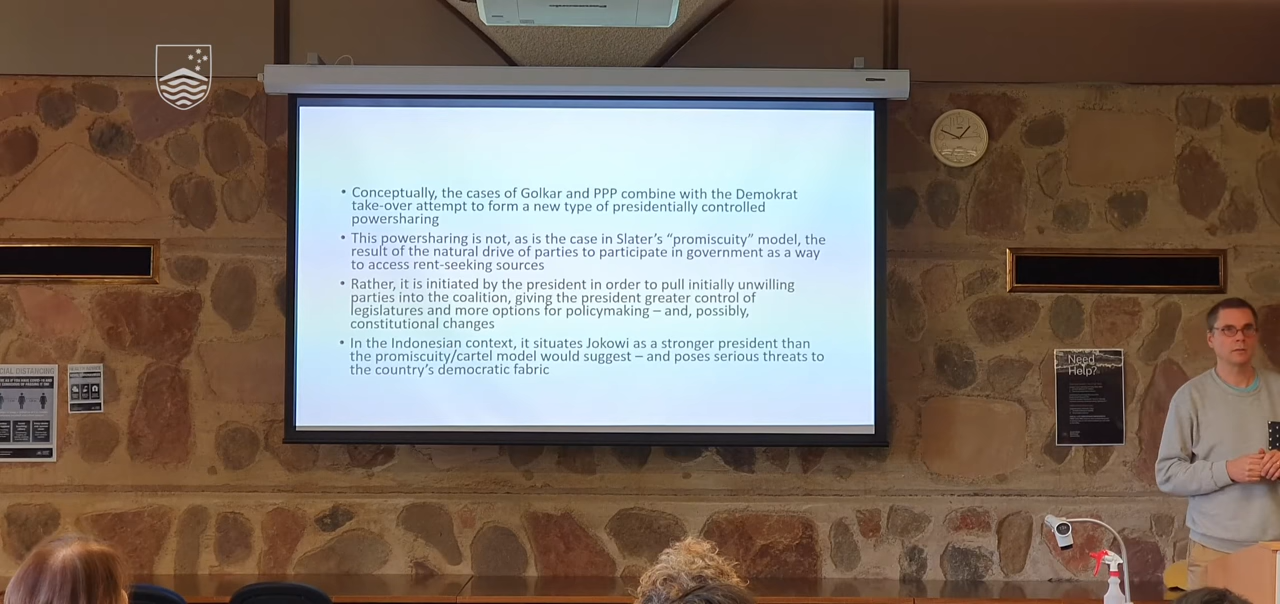 • Conceptually, the cases of Golkar and PPP combine with the Demokrat
take-over attempt to form a new type of presidentially controlled
powersharing
• This powersharing is not, as is the case in Slater’s “promiscuity” model, the
result of the natural drive of parties to participate in government as a way
to access rent-seeking sources
• Rather, it is initiated by the president in order to pull initially unwilling
parties into the coalition, giving the president greater control of
legislatures and more options for policymaking – and, possibly,
constitutional changes
• In the Indonesian context, it situates Jokowi as a stronger president than
the promiscuity/cartel model would suggest – and poses serious threats to
the country’s democratic fabric
DISTANCING
Need
Help?